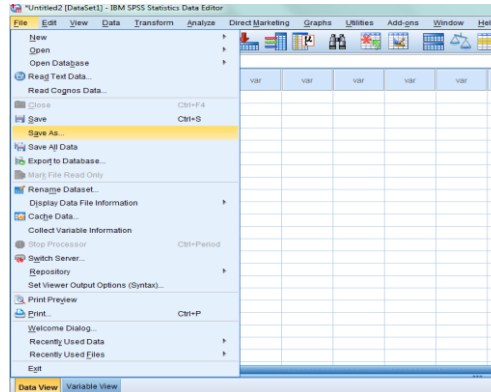 *Untitled2 [DataSet1] - IBM SPSS Statistics Data Editor
File Edit View Data Transform Analyze Direct Marketing Graphs Utilities Add-ons Window Hel
New
Open
Open Database
Read Text Data...
Read Cognos Data...
Close Ctrl+F4
Save Ctrl+S
Save As...
Save All Data
Export to Database...
Mark File Read Only
Rename Dataset...
Display Data File Information
Cache Data...
Collect Variable Information
Stop Processor Ctrl+Period
Switch Server...
Repository
Set Viewer Output Options (Syntax)...
Print Preview
Print... Ctrl+P
Welcome Dialog...
Recently Used Data
Recently Used Files
Exit
var var var var var
Data View Variable View